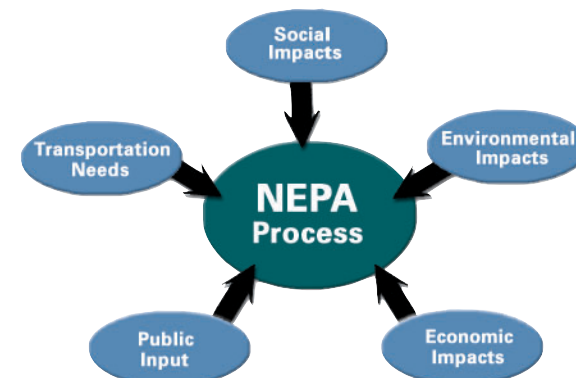 Social
Impacts
Transportation
Needs
Environmental
Impacts
NEPA
Process
Public
Input
Economic
Impacts